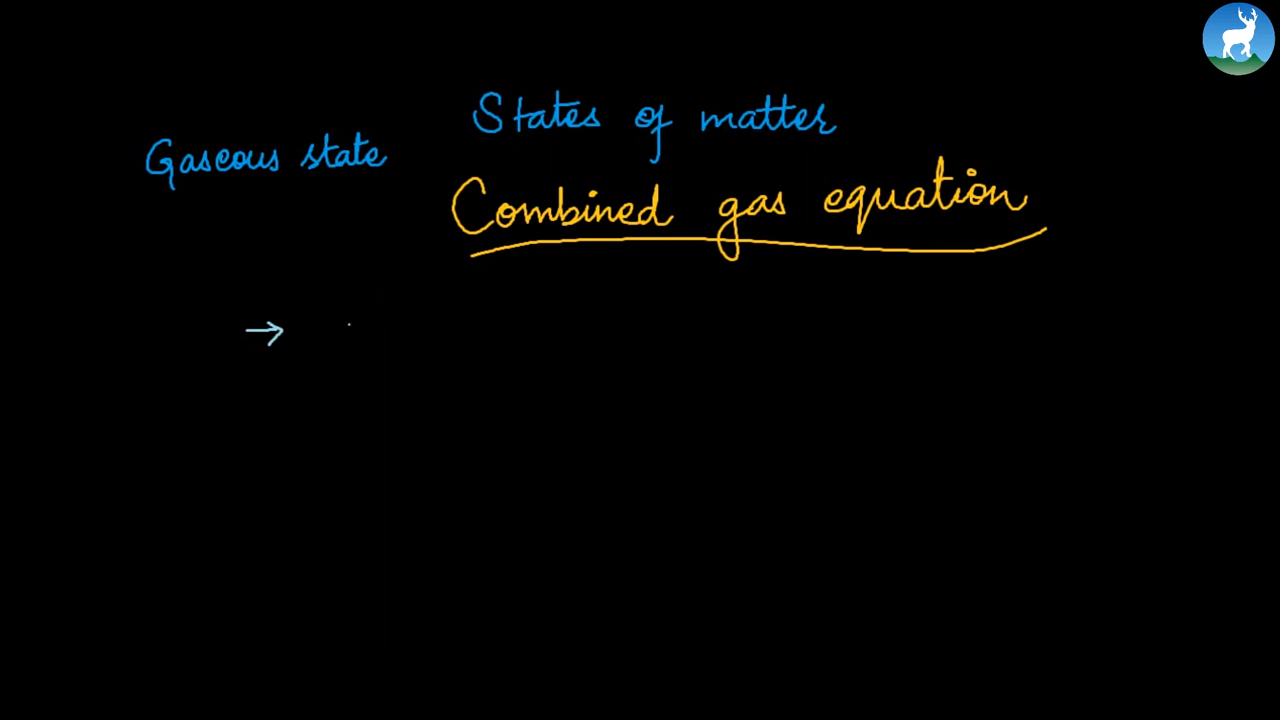 States of matter
Gaseous state
Combined gas equation
→